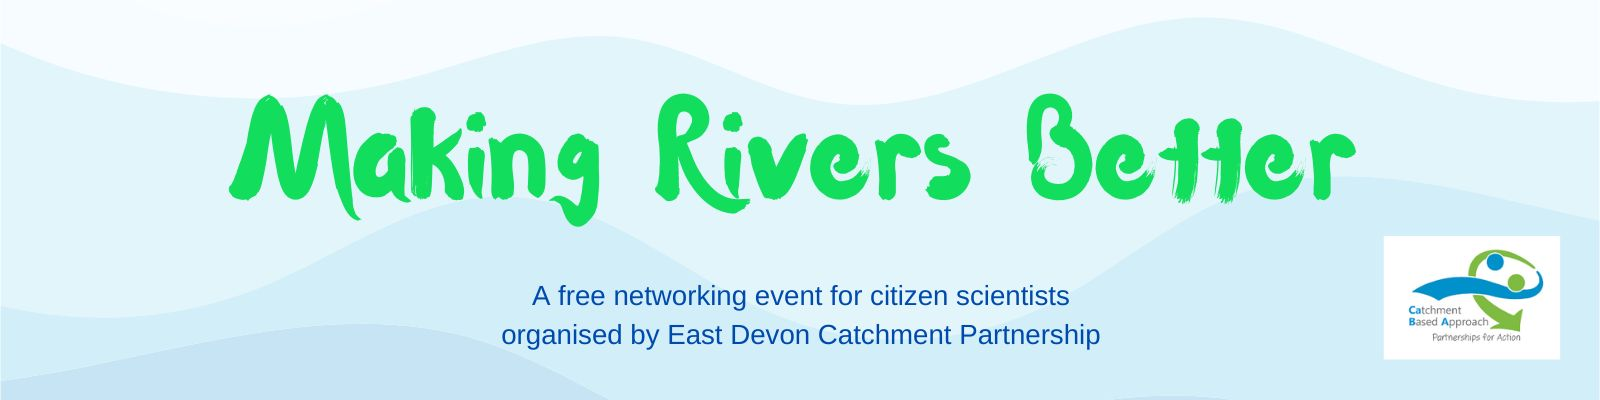 Making Rivers Better
A free networking event for citizen scientists
organised by East Devon Catchment Partnership
Catchment
Based Approach
Partnerships for Action